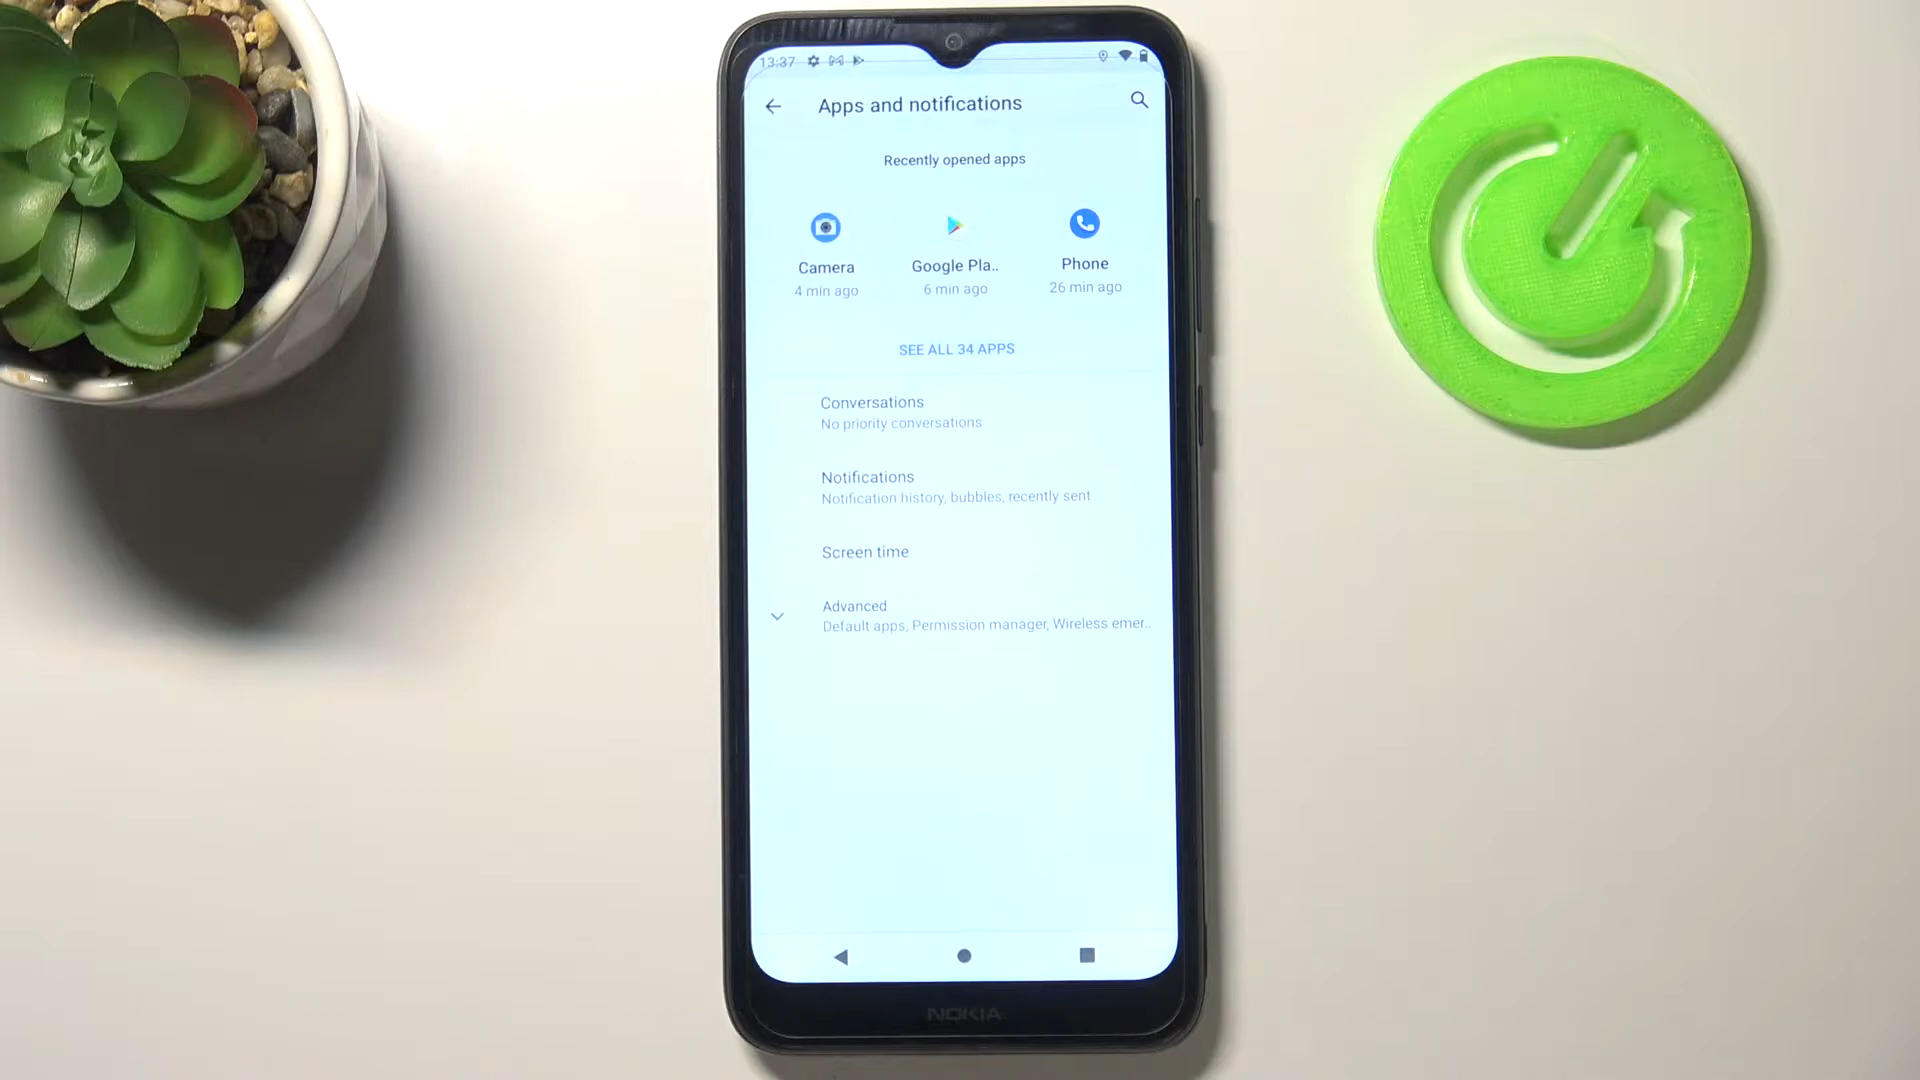 13:37
Apps and notifications
Recently opened apps
Camera
Google Pla..
Phone
4 min ago
6 min ago
26 min ago
SEE ALL 34 APPS
Conversations
No priority conversations
Notifications
Notification history, bubbles, recently sent
Screen time
Advanced
Default apps, Permission manager, Wireless emer..
NOKIA